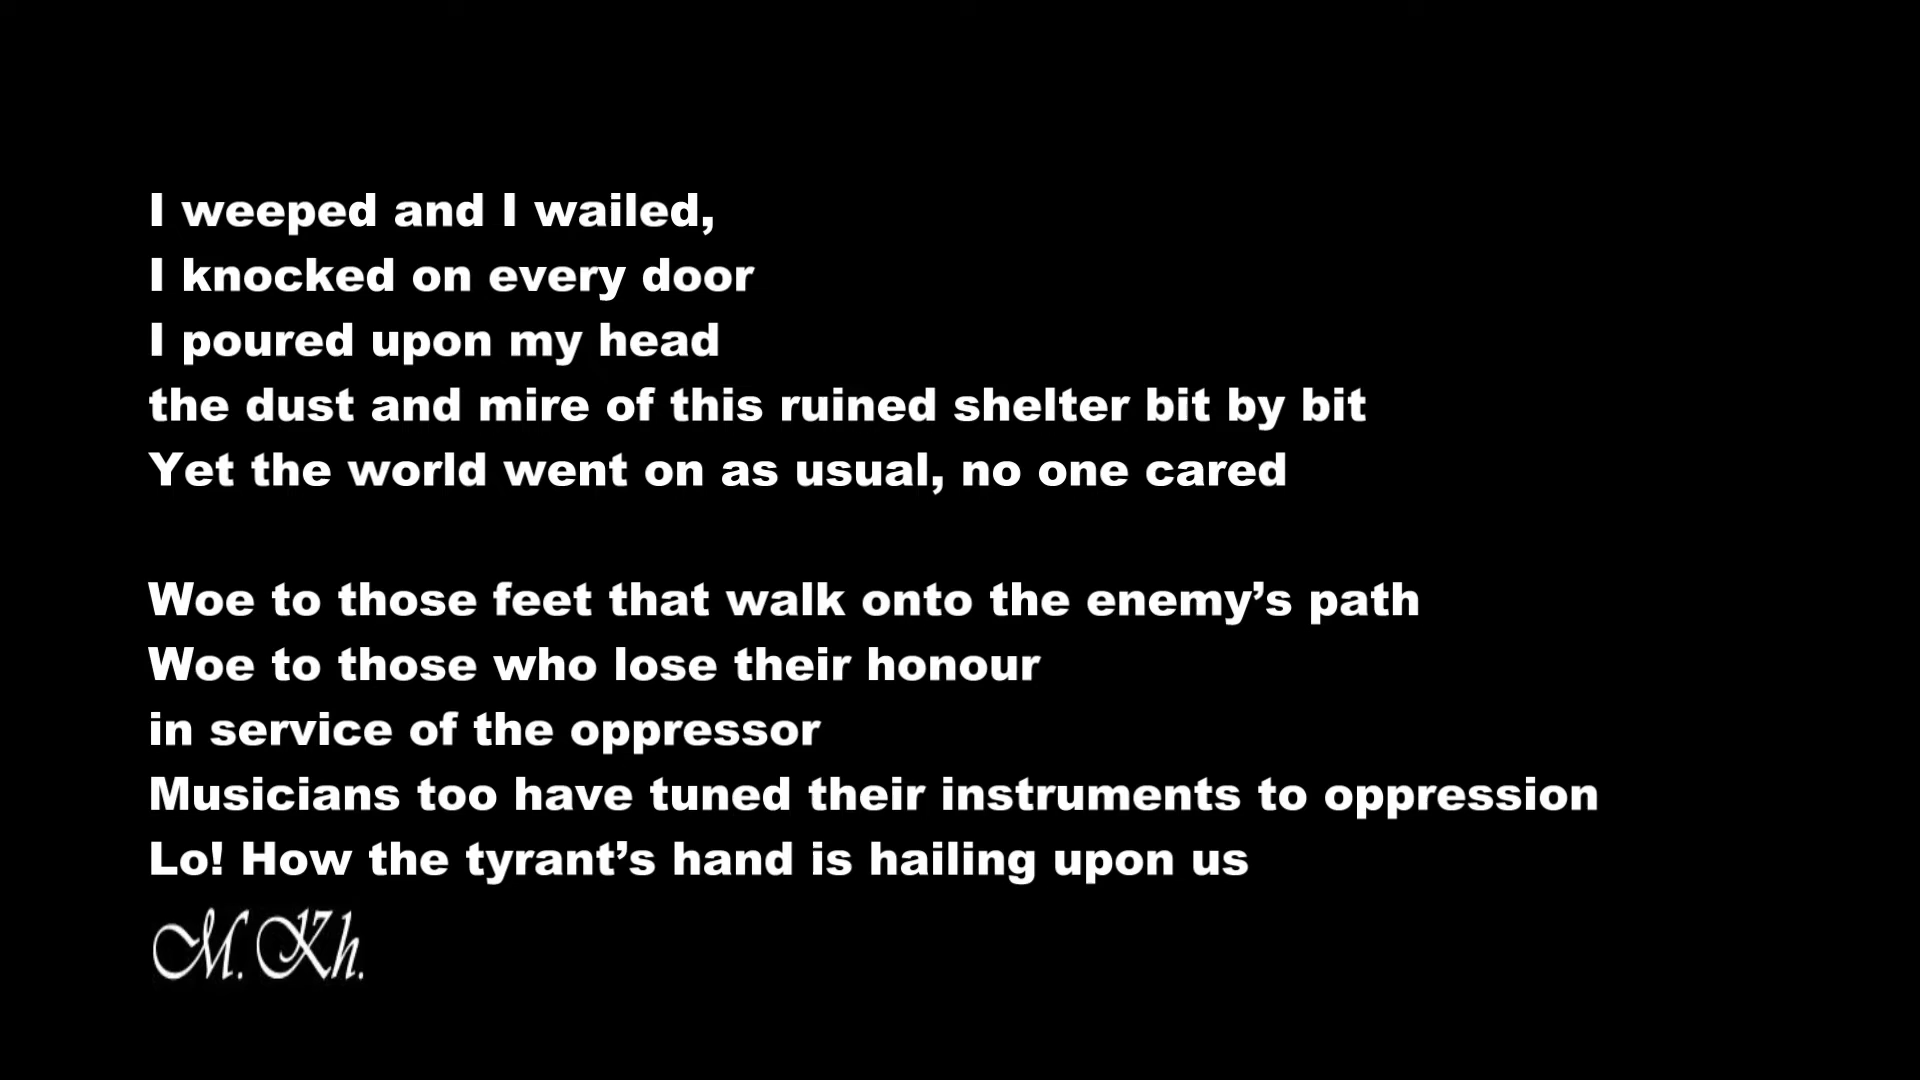 I weeped and I wailed,
I knocked on every door
I poured upon my head
the dust and mire of this ruined shelter bit by bit
Yet the world went on as usual, no one cared
Woe to those feet that walk onto the enemy’s path
Woe to those who lose their honour
in service of the oppressor
Musicians too have tuned their instruments to oppression
Lo! How the tyrant’s hand is hailing upon us
M. Kh.